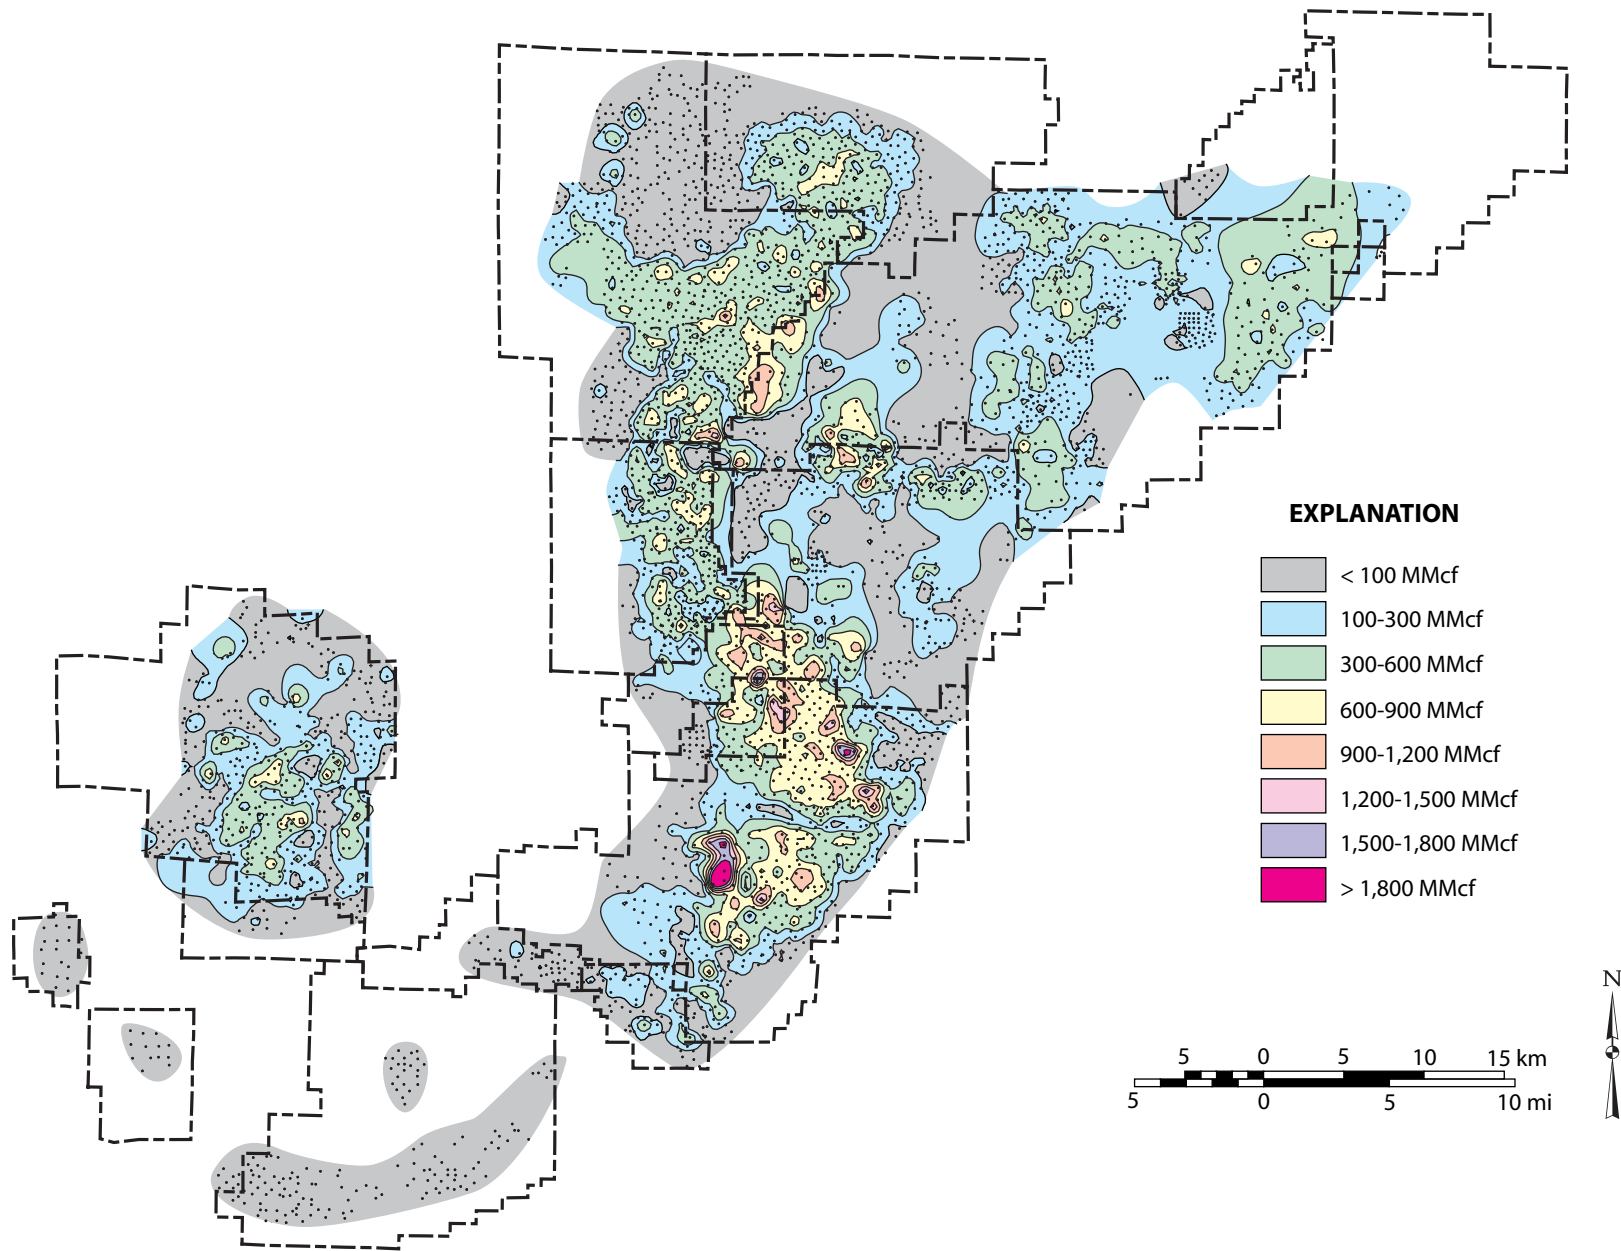 EXPLANATION
< 100 MMcf
100-300 MMcf
300-600 MMcf
600-900 MMcf
900-1,200 MMcf
1,200-1,500 MMcf
1,500-1,800 MMcf
> 1,800 MMcf
N
5 0 5 10 15 km
5 0 5 10 mi